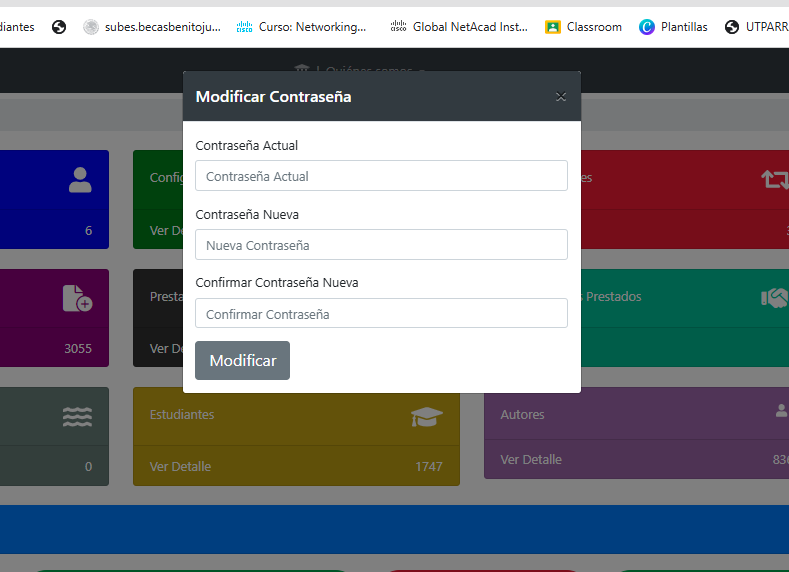 diantes subes.becasbenitoju... Curso: Networking... Global NetAcad Inst... Classroom Plantillas UTPARR
| Quiénes somos
Modificar Contraseña ×
Contraseña Actual
Contraseña Actual
Contraseña Nueva
Nueva Contraseña
Confirmar Contraseña Nueva
Confirmar Contraseña
Modificar
Config es
6 Ver De
Presta s Prestados
3055 Ver De
Estudiantes Autores
0 Ver Detalle 1747 Ver Detalle 836